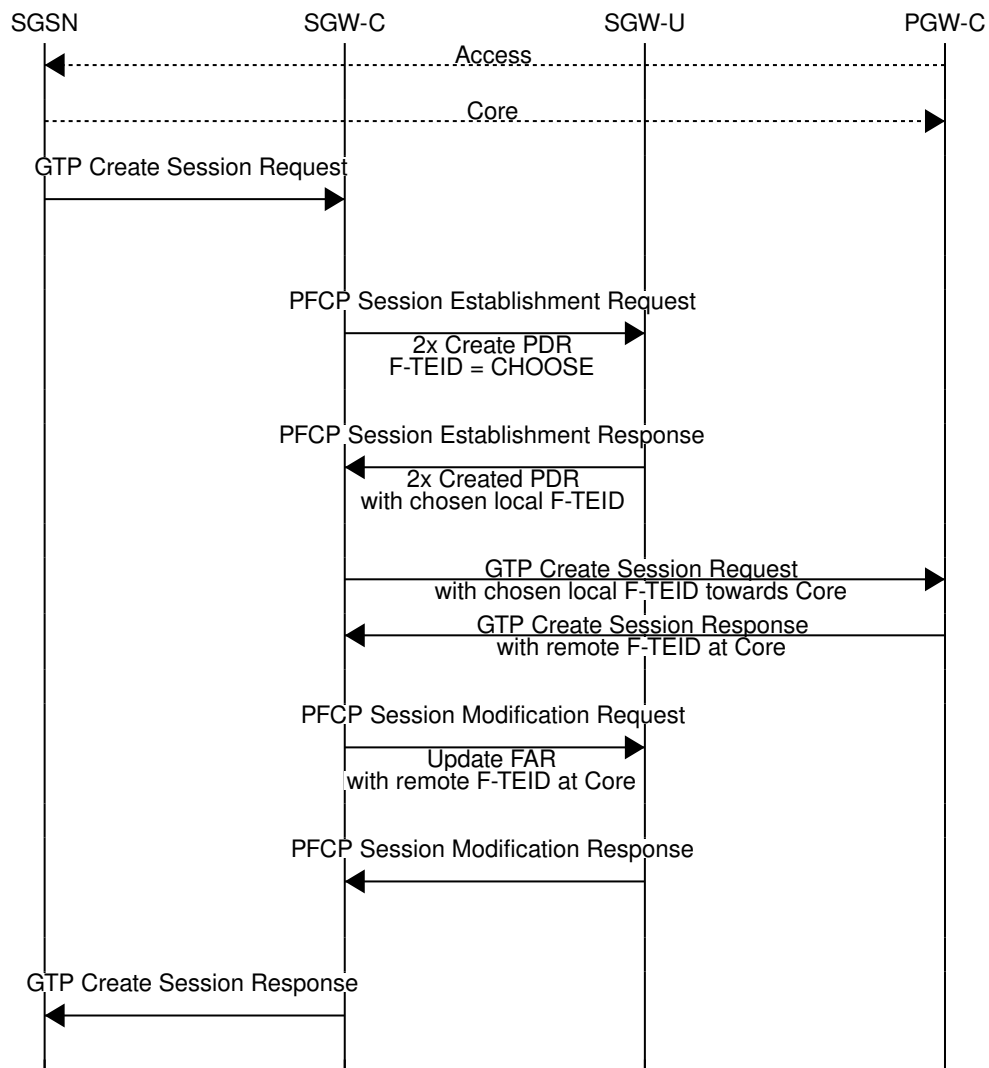 SGSN SGW-C SGW-U PGW-C
Access
Core
GTP Create Session Request
PFCP Session Establishment Request
2x Create PDR
F-TEID = CHOOSE
PFCP Session Establishment Response
2x Created PDR
with chosen local F-TEID
GTP Create Session Request
with chosen local F-TEID towards Core
GTP Create Session Response
with remote F-TEID at Core
PFCP Session Modification Request
Update FAR
with remote F-TEID at Core
PFCP Session Modification Response
GTP Create Session Response